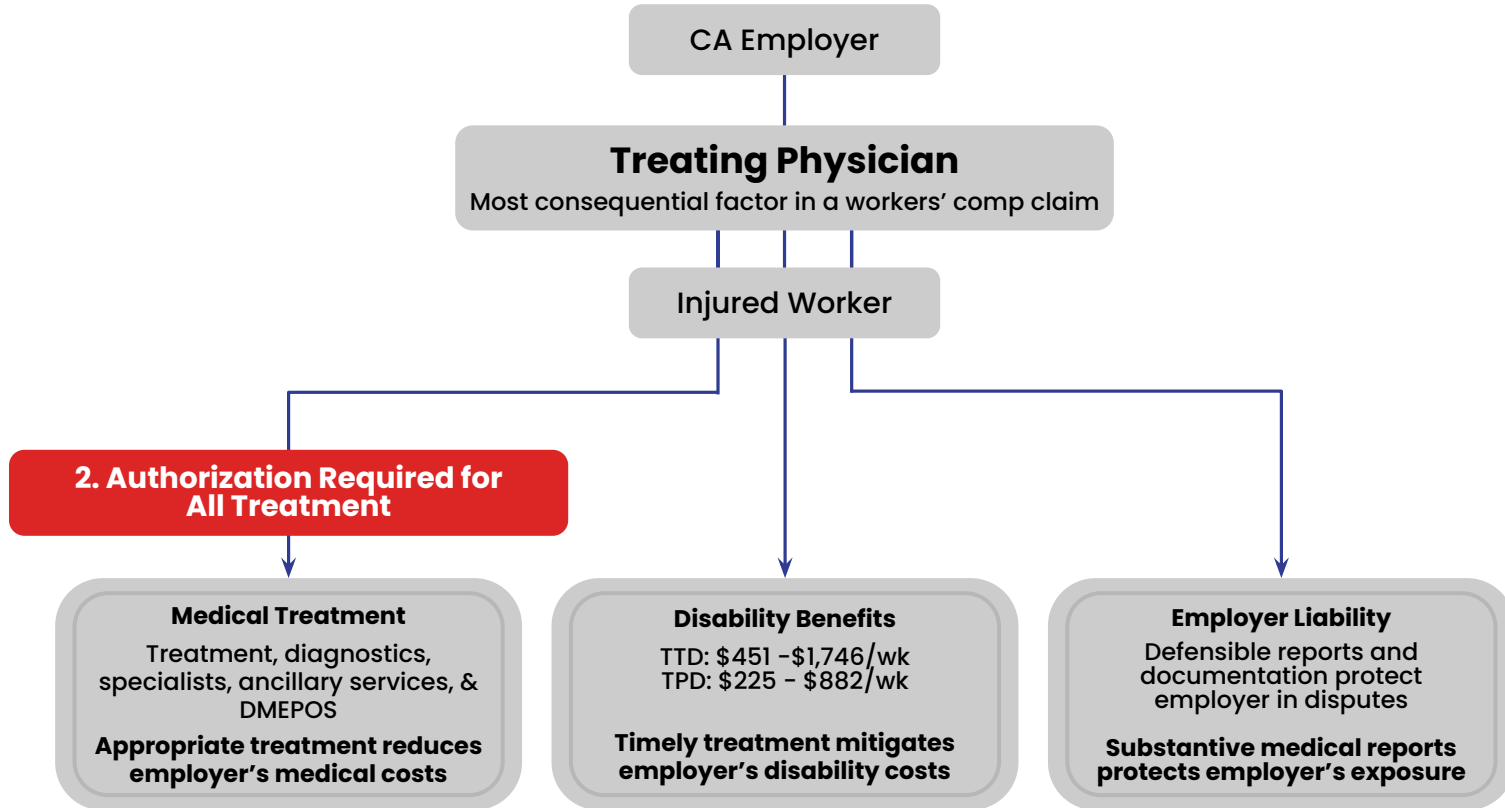 CA Employer
Treating Physician
Most consequential factor in a workers’ comp claim
Injured Worker
2. Authorization Required for
All Treatment
Medical Treatment
Treatment, diagnostics,
specialists, ancillary services, &
DMEPOS
Appropriate treatment reduces
employer’s medical costs
Disability Benefits
TTD: $451 -$1,746/wk
TPD: $225 - $882/wk
Timely treatment mitigates
employer’s disability costs
Employer Liability
Defensible reports and
documentation protect
employer in disputes
Substantive medical reports
protects employer’s exposure